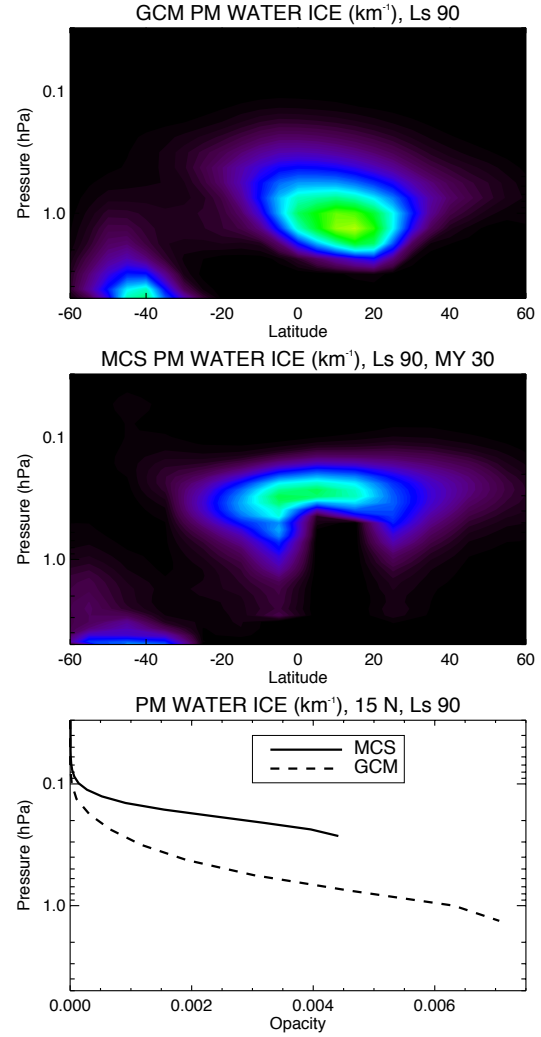 GCM PM WATER ICE (km⁻¹), Ls 90
Pressure (hPa)
0.1
1.0
-60 -40 -20 0 20 40 60
Latitude
MCS PM WATER ICE (km⁻¹), Ls 90, MY 30
Pressure (hPa)
0.1
1.0
-60 -40 -20 0 20 40 60
Latitude
PM WATER ICE (km⁻¹), 15 N, Ls 90
MCS
GCM
Pressure (hPa)
0.1
1.0
0.000 0.002 0.004 0.006
Opacity